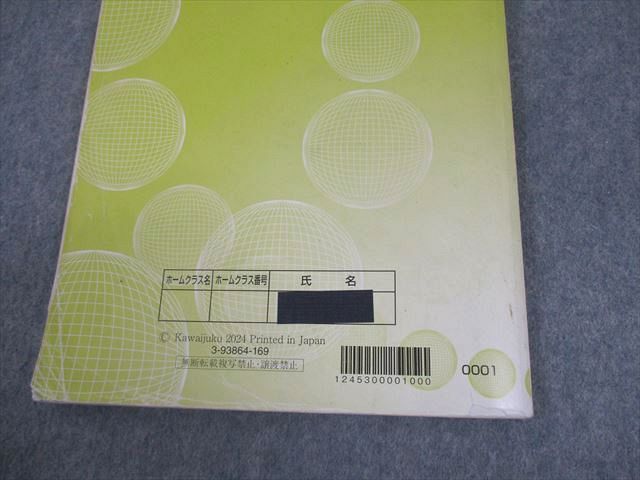 ホームクラス名 ホームクラス番号 氏 名
© Kawaijuku 2024 Printed in Japan
3-93864-169
無断転載複写禁止・譲渡禁止
1245300001000
0001